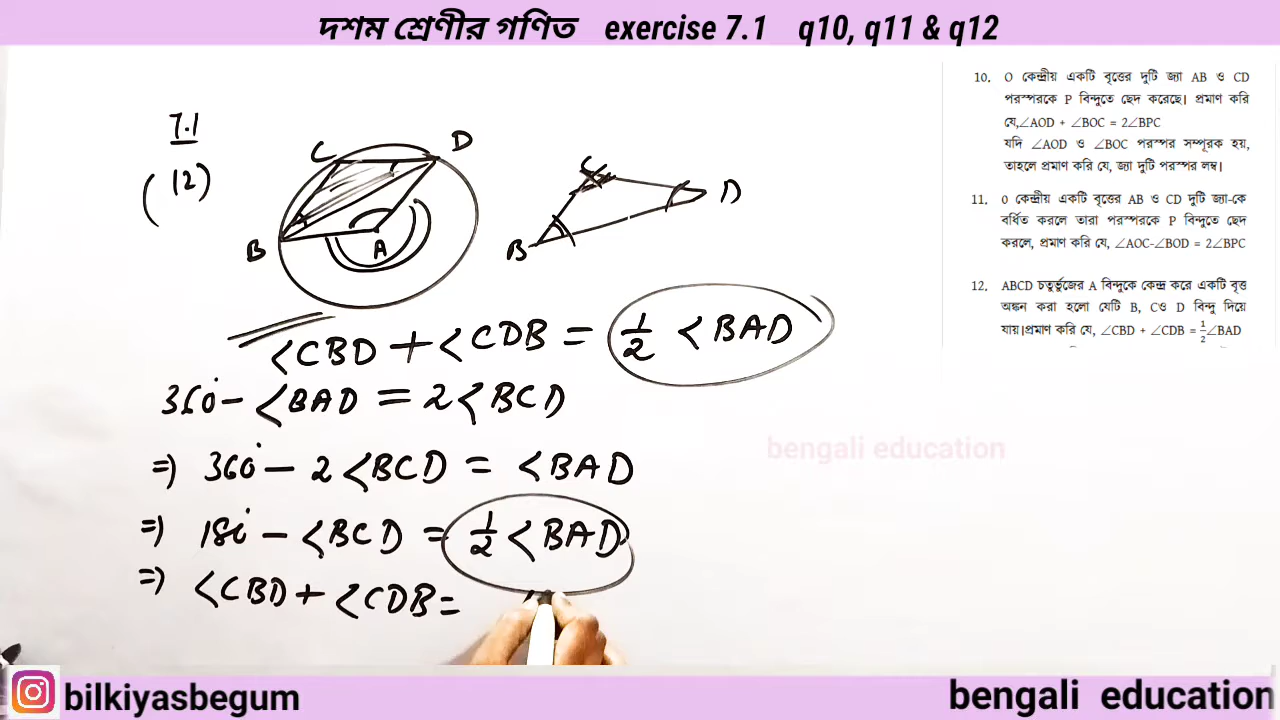 দশম শ্রেণীর গণিত exercise 7.1 q10, q11 & q12
10. O কেন্দ্রীয় একটি বৃত্তের দুটি জ্যা AB ও CD
পরস্পরকে P বিন্দুতে ছেদ করেছে। প্রমাণ করি
যে,∠AOD + ∠BOC = 2∠BPC
যদি ∠AOD ও ∠BOC পরস্পর সম্পূরক হয়,
তাহলে প্রমাণ করি যে, জ্যা দুটি পরস্পর লম্ব।
11. 0 কেন্দ্রীয় একটি বৃত্তের AB ও CD দুটি জ্যা-কে
বর্ধিত করলে তারা পরস্পরকে P বিন্দুতে ছেদ
করলে, প্রমাণ করি যে, ∠AOC-∠BOD = 2∠BPC
12. ABCD চতুর্ভুজের A বিন্দুকে কেন্দ্র করে একটি বৃত্ত
অঙ্কন করা হলো যেটি B, Cও D বিন্দু দিয়ে
যায়।প্রমাণ করি যে, ∠CBD + ∠CDB = 1/2∠BAD
7.1
(12)
C D
B A
C D
B
∠CBD + ∠CDB = 1/2 ∠BAD
360° - ∠BAD = 2∠BCD
⇒ 360° - 2∠BCD = ∠BAD
⇒ 180° - ∠BCD = 1/2 ∠BAD
⇒ ∠CBD + ∠CDB =
bengali education
bilkiyasbegum
bengali education